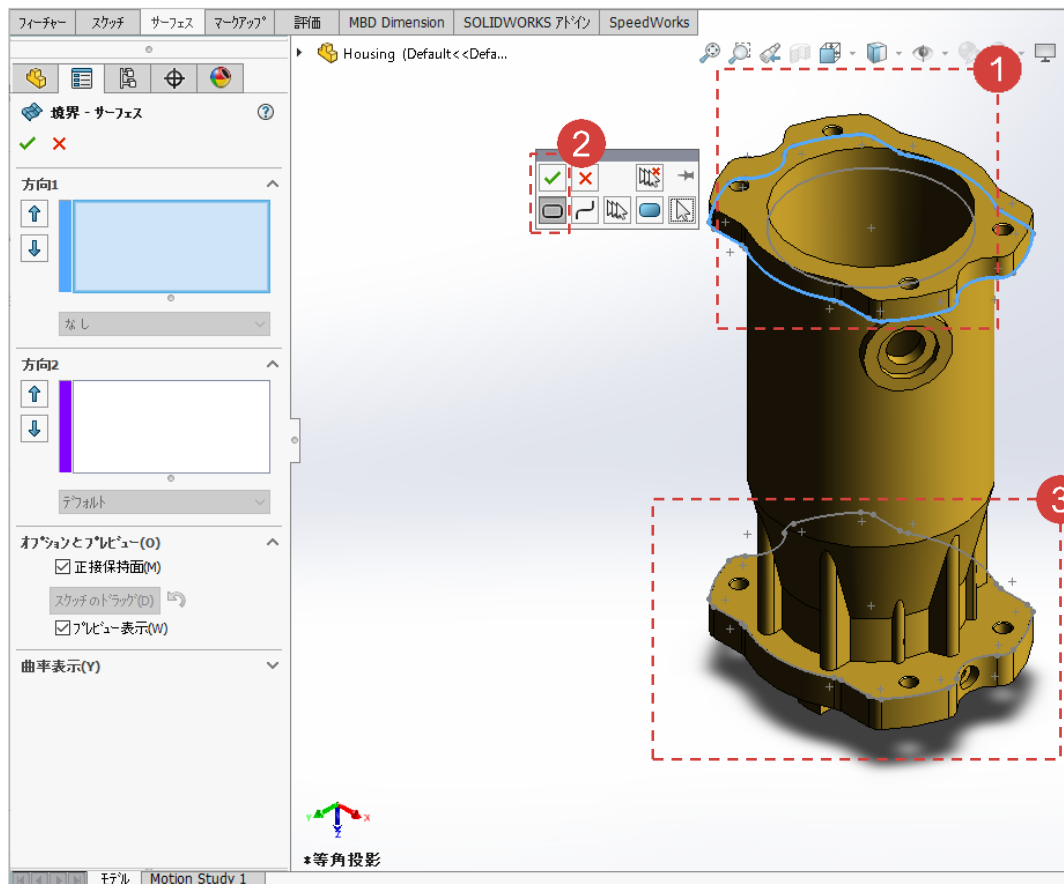 フィーチャー スケッチ サーフェス マークアップ 評価 MBD Dimension SOLIDWORKS アドイン SpeedWorks
Housing (Default<<Defa...
境界 - サーフェス
方向1
なし
方向2
デフォルト
オプションとプレビュー(O)
正接保持面(M)
スケッチのドラッグ(D)
プレビュー表示(W)
曲率表示(Y)
1
2
3
Y X
Z
*等角投影
モデル Motion Study 1